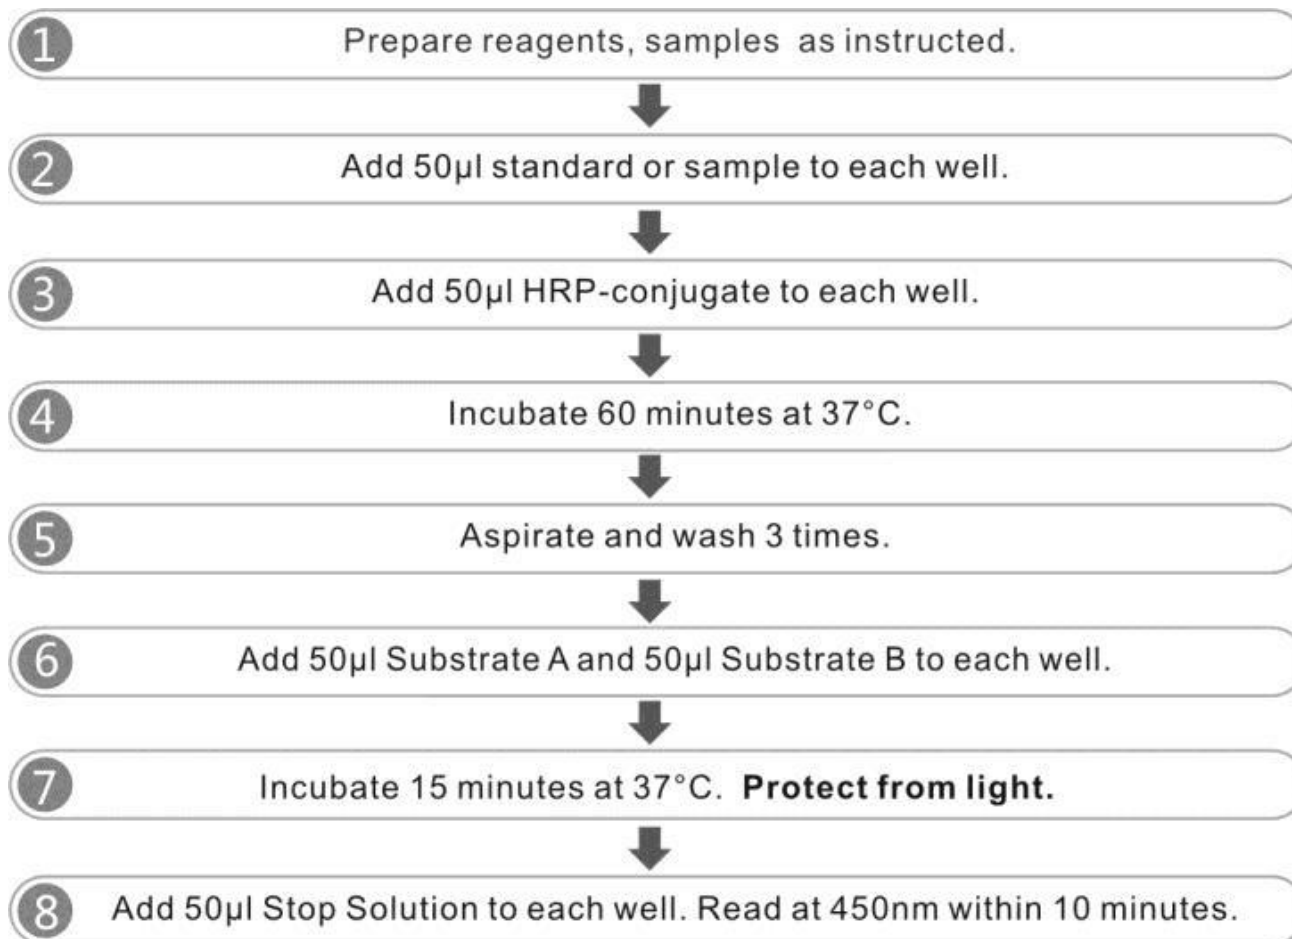 1 Prepare reagents, samples as instructed.
2 Add 50µl standard or sample to each well.
3 Add 50µl HRP-conjugate to each well.
4 Incubate 60 minutes at 37°C.
5 Aspirate and wash 3 times.
6 Add 50µl Substrate A and 50µl Substrate B to each well.
7 Incubate 15 minutes at 37°C. Protect from light.
8 Add 50µl Stop Solution to each well. Read at 450nm within 10 minutes.